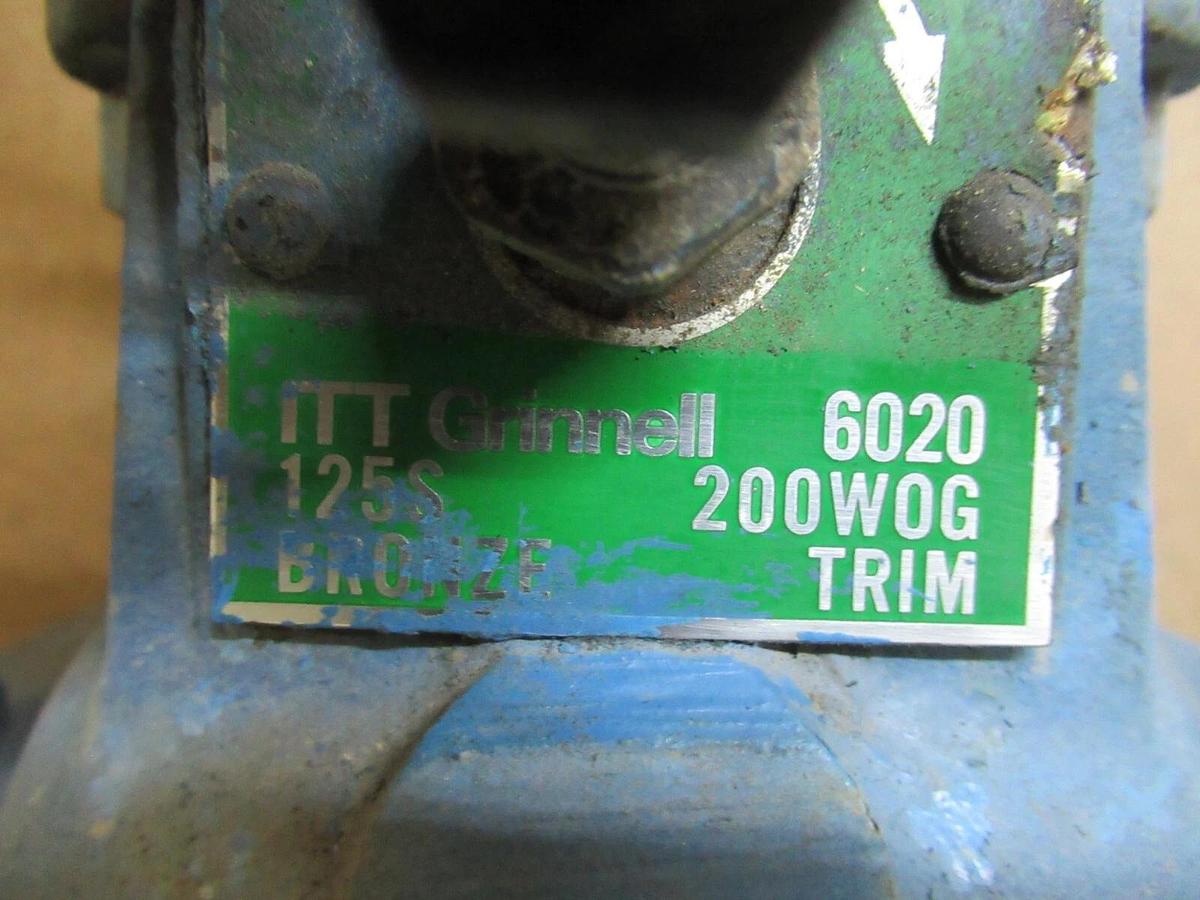 ITT Grinnell 6020
125S 200WOG
BRONZE TRIM